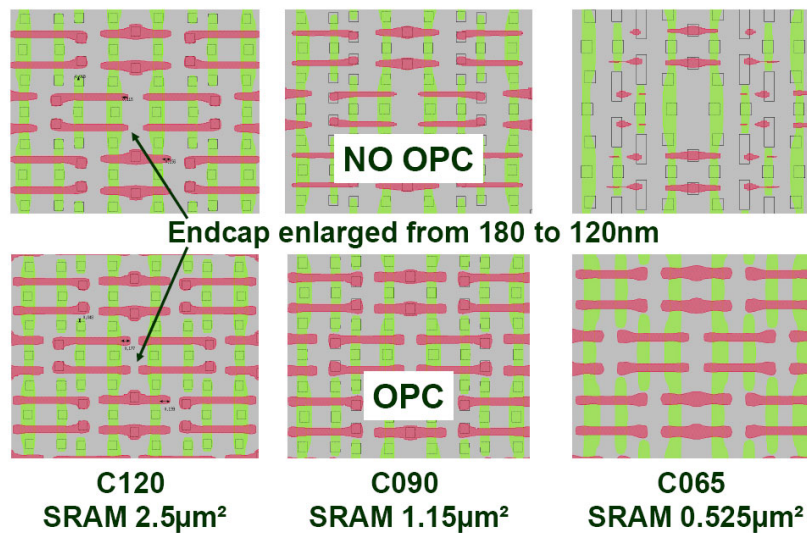 NO OPC
Endcap enlarged from 180 to 120nm
OPC
C120 C090 C065
SRAM 2.5µm² SRAM 1.15µm² SRAM 0.525µm²